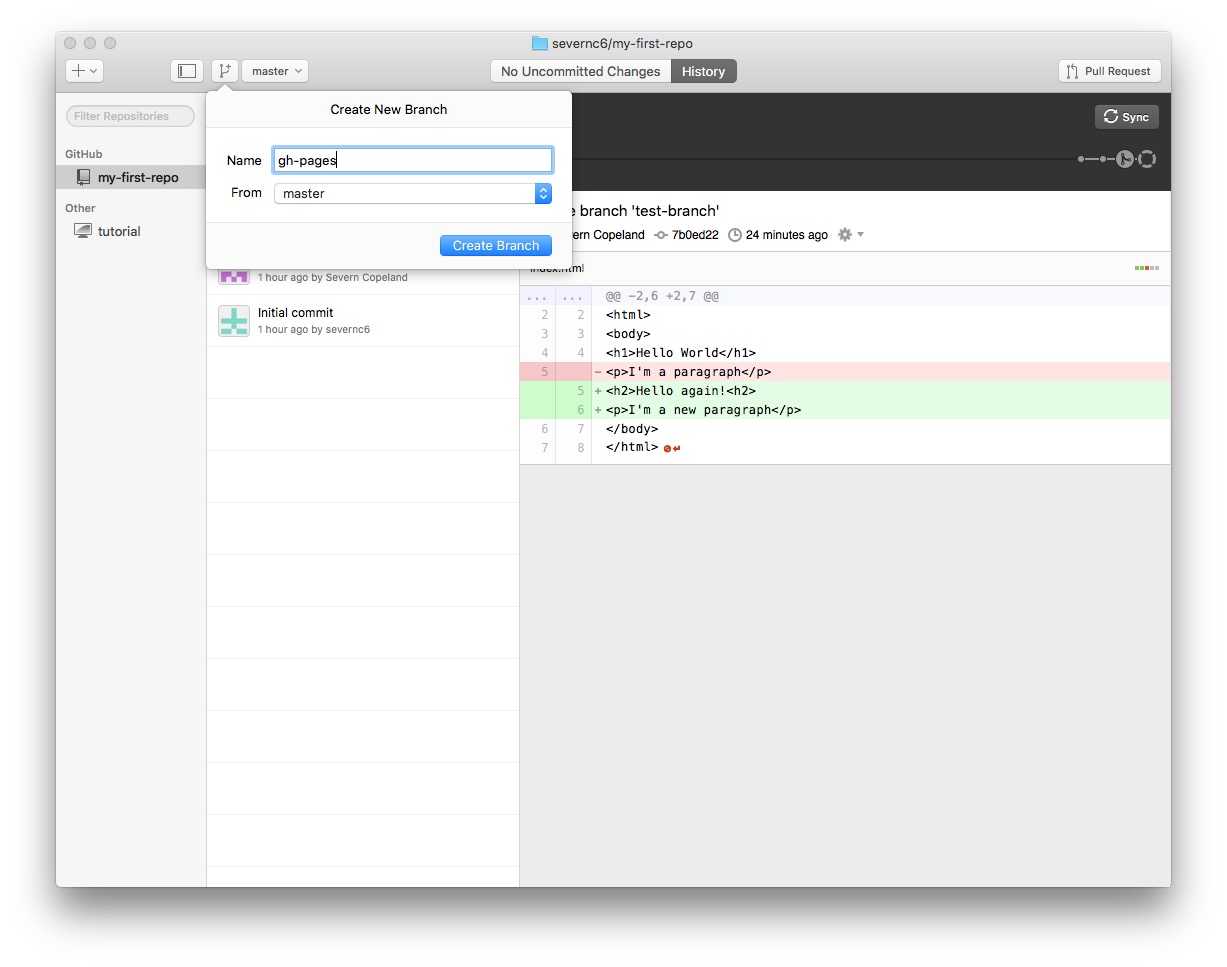 severnc6/my-first-repo
master
No Uncommitted Changes
History
Pull Request
Filter Repositories
GitHub
my-first-repo
Other
tutorial
Create New Branch
Name gh-pages
From master
Create Branch
Sync
branch 'test-branch'
Copeland 7b0ed22 24 minutes ago
index.html
1 hour ago by Severn Copeland
Initial commit
1 hour ago by severnc6
... ... @@ -2,6 +2,7 @@
2 2 <html>
3 3 <body>
4 4 <h1>Hello World</h1>
5 -<p>I'm a paragraph</p>
5 +<h2>Hello again!<h2>
6 +<p>I'm a new paragraph</p>
6 7 </body>
7 8 </html>